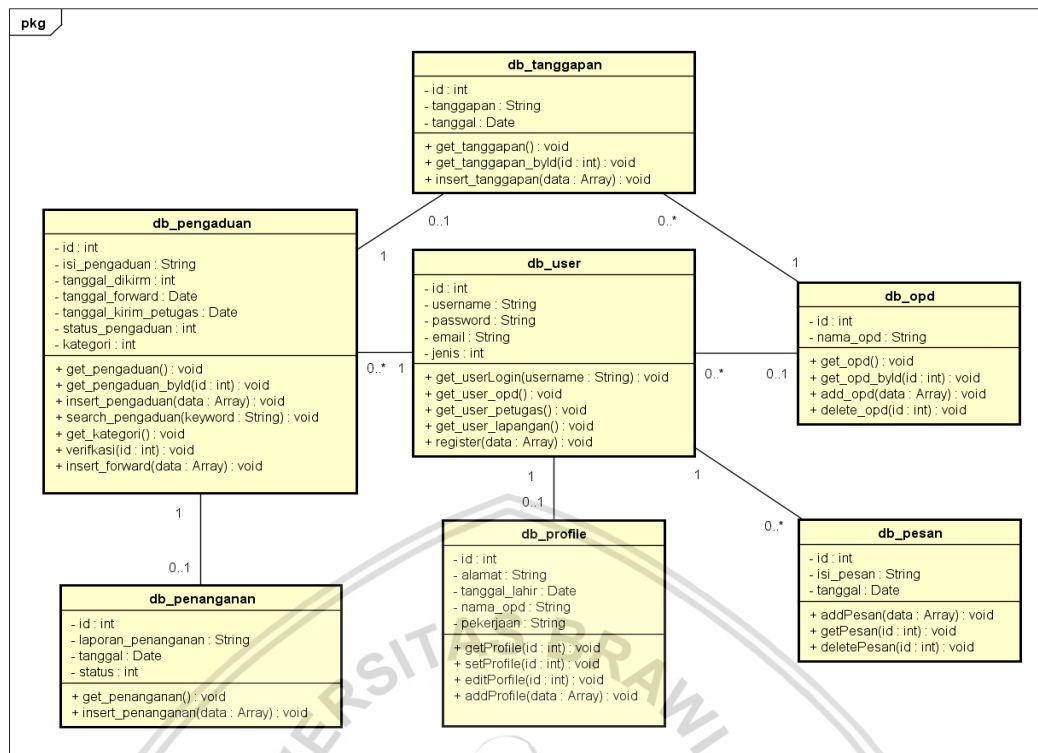 pkg
db_tanggapan
- id : int
- tanggapan : String
- tanggal : Date
+ get_tanggapan() : void
+ get_tanggapan_byId(id : int) : void
+ insert_tanggapan(data : Array) : void
0..1
0..*
1
1
db_pengaduan
- id : int
- isi_pengaduan : String
- tanggal_dikirm : int
- tanggal_forward : Date
- tanggal_kirim_petugas : Date
- status_pengaduan : int
- kategori : int
+ get_pengaduan() : void
+ get_pengaduan_byId(id : int) : void
+ insert_pengaduan(data : Array) : void
+ search_pengaduan(keyword : String) : void
+ get_kategori() : void
+ verifkasi(id : int) : void
+ insert_forward(data : Array) : void
0..*
1
db_user
- id : int
- username : String
- password : String
- email : String
- jenis : int
+ get_userLogin(username : String) : void
+ get_user_opd() : void
+ get_user_petugas() : void
+ get_user_lapangan() : void
+ register(data : Array) : void
0..*
0..1
db_opd
- id : int
- nama_opd : String
+ get_opd() : void
+ get_opd_byId(id : int) : void
+ add_opd(data : Array) : void
+ delete_opd(id : int) : void
1
0..1
1
0..1
1
0..*
db_penanganan
- id : int
- laporan_penanganan : String
- tanggal : Date
- status : int
+ get_penanganan() : void
+ insert_penanganan(data : Array) : void
db_profile
- id : int
- alamat : String
- tanggal_lahir : Date
- nama_opd : String
- pekerjaan : String
+ getProfile(id : int) : void
+ setProfile(id : int) : void
+ editPorfile(id : int) : void
+ addProfile(data : Array) : void
db_pesan
- id : int
- isi_pesan : String
- tanggal : Date
+ addPesan(data : Array) : void
+ getPesan(id : int) : void
+ deletePesan(id : int) : void